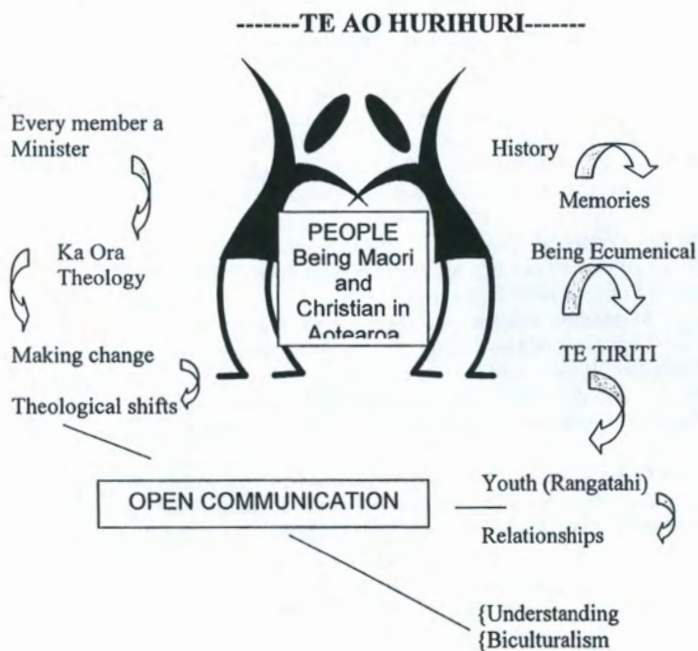 -------TE AO HURIHURI-------
Every member a
Minister
Ka Ora
Theology
Making change
Theological shifts
PEOPLE
Being Maori
and
Christian in
Aotearoa
History
Memories
Being Ecumenical
TE TIRITI
OPEN COMMUNICATION
Youth (Rangatahi)
Relationships
{Understanding
{Biculturalism